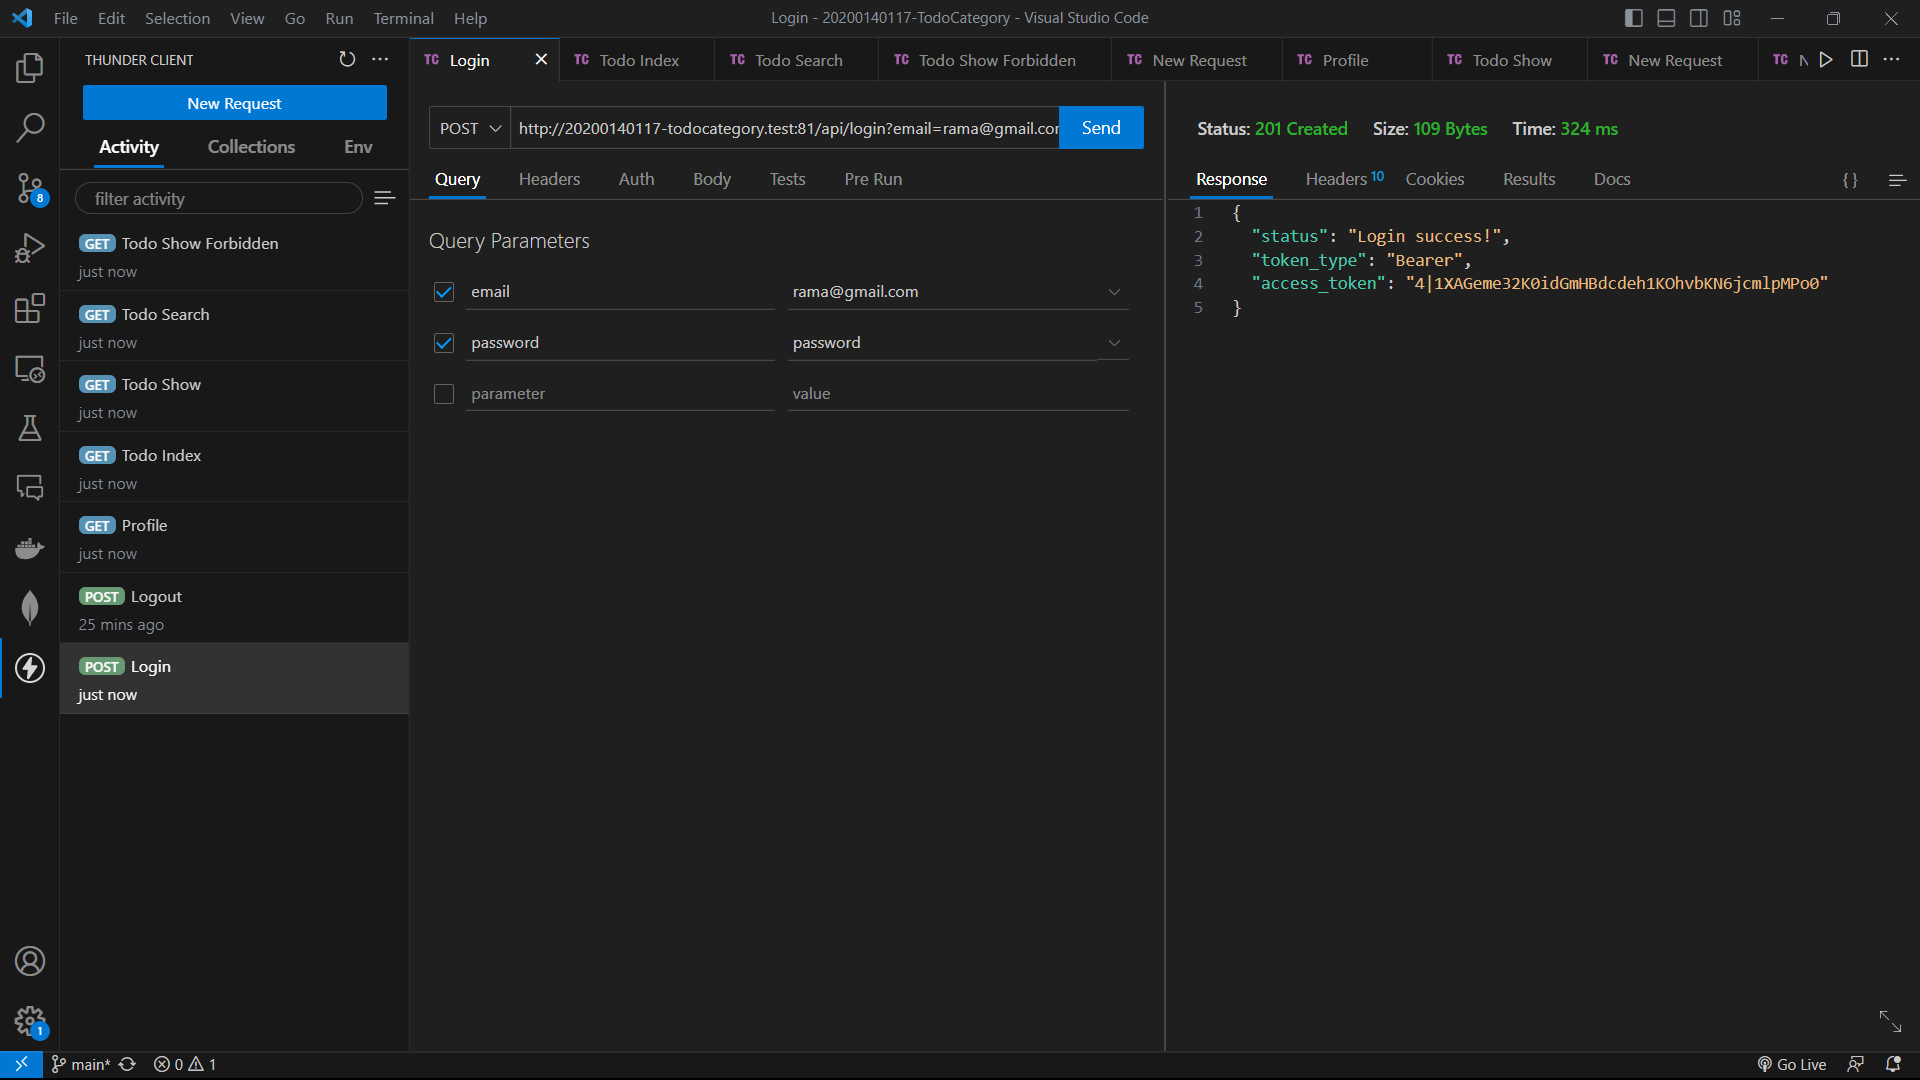 File Edit Selection View Go Run Terminal Help
Login - 20200140117-TodoCategory - Visual Studio Code
THUNDER CLIENT
New Request
Activity Collections Env
filter activity
GET Todo Show Forbidden
just now
GET Todo Search
just now
GET Todo Show
just now
GET Todo Index
just now
GET Profile
just now
POST Logout
25 mins ago
POST Login
just now
8
1
TC Login TC Todo Index TC Todo Search TC Todo Show Forbidden TC New Request TC Profile TC Todo Show TC New Request TC N
POST http://20200140117-todocategory.test:81/api/login?email=rama@gmail.cor Send
Query Headers Auth Body Tests Pre Run
Query Parameters
email rama@gmail.com
password password
parameter value
Status: 201 Created Size: 109 Bytes Time: 324 ms
Response Headers 10 Cookies Results Docs { }
1 {
2 "status": "Login success!",
3 "token_type": "Bearer",
4 "access_token": "4|1XAGeme32K0idGmHBdcdeh1KOhvbKN6jcmlpMPo0"
5 }
main* 0 1 Go Live